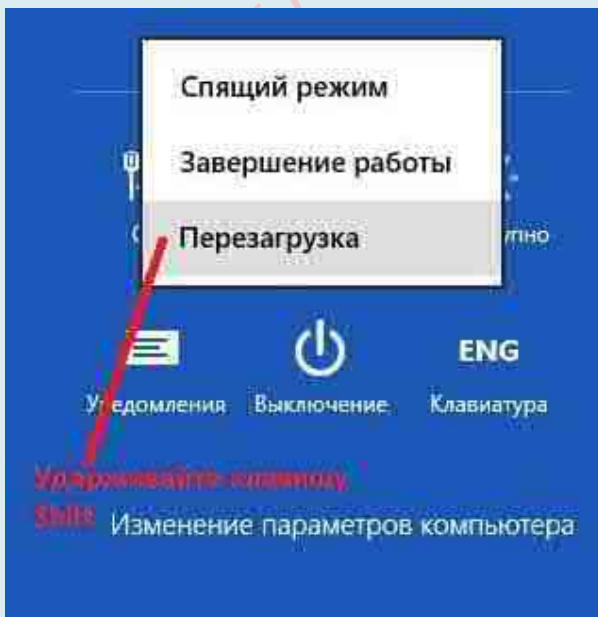 Спящий режим
Завершение работы
Перезагрузка
Уведомления
Выключение
ENG
Клавиатура
Удерживайте клавишу
Shift
Изменение параметров компьютера